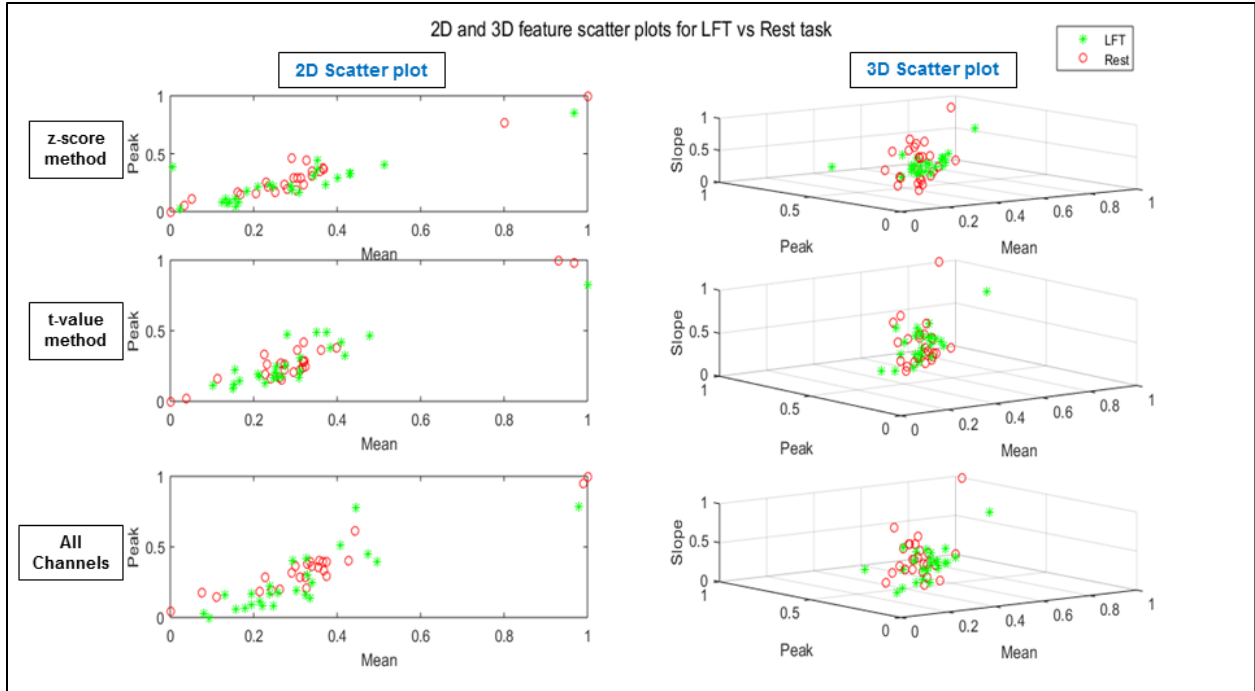 2D and 3D feature scatter plots for LFT vs Rest task
LFT
Rest
2D Scatter plot
3D Scatter plot
z-score
method
Peak
1
0.5
0
0 0.2 0.4 0.6 0.8 1
Mean
Slope
1
0.5
0
1 0.5 0
Peak
0 0.2 0.4 0.6 0.8 1
Mean
t-value
method
Peak
1
0.5
0
0 0.2 0.4 0.6 0.8 1
Mean
Slope
1
0.5
0
1 0.5 0
Peak
0 0.2 0.4 0.6 0.8 1
Mean
All
Channels
Peak
1
0.5
0
0 0.2 0.4 0.6 0.8 1
Mean
Slope
1
0.5
0
1 0.5 0
Peak
0 0.2 0.4 0.6 0.8 1
Mean